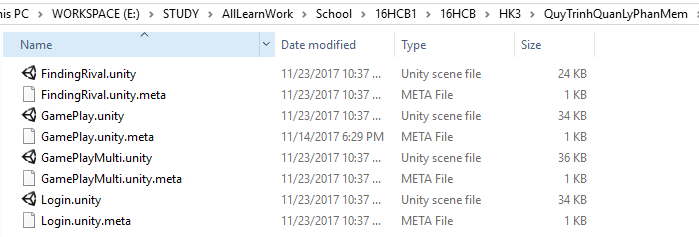 his PC > WORKSPACE (E:) > STUDY > AllLearnWork > School > 16HCB1 > 16HCB > HK3 > QuyTrinhQuanLyPhanMem >
Name Date modified Type Size
FindingRival.unity 11/23/2017 10:37 ... Unity scene file 24 KB
FindingRival.unity.meta 11/23/2017 10:37 ... META File 1 KB
GamePlay.unity 11/23/2017 10:37 ... Unity scene file 34 KB
GamePlay.unity.meta 11/14/2017 6:29 PM META File 1 KB
GamePlayMulti.unity 11/23/2017 10:37 ... Unity scene file 36 KB
GamePlayMulti.unity.meta 11/23/2017 10:37 ... META File 1 KB
Login.unity 11/23/2017 10:37 ... Unity scene file 34 KB
Login.unity.meta 11/23/2017 10:37 ... META File 1 KB